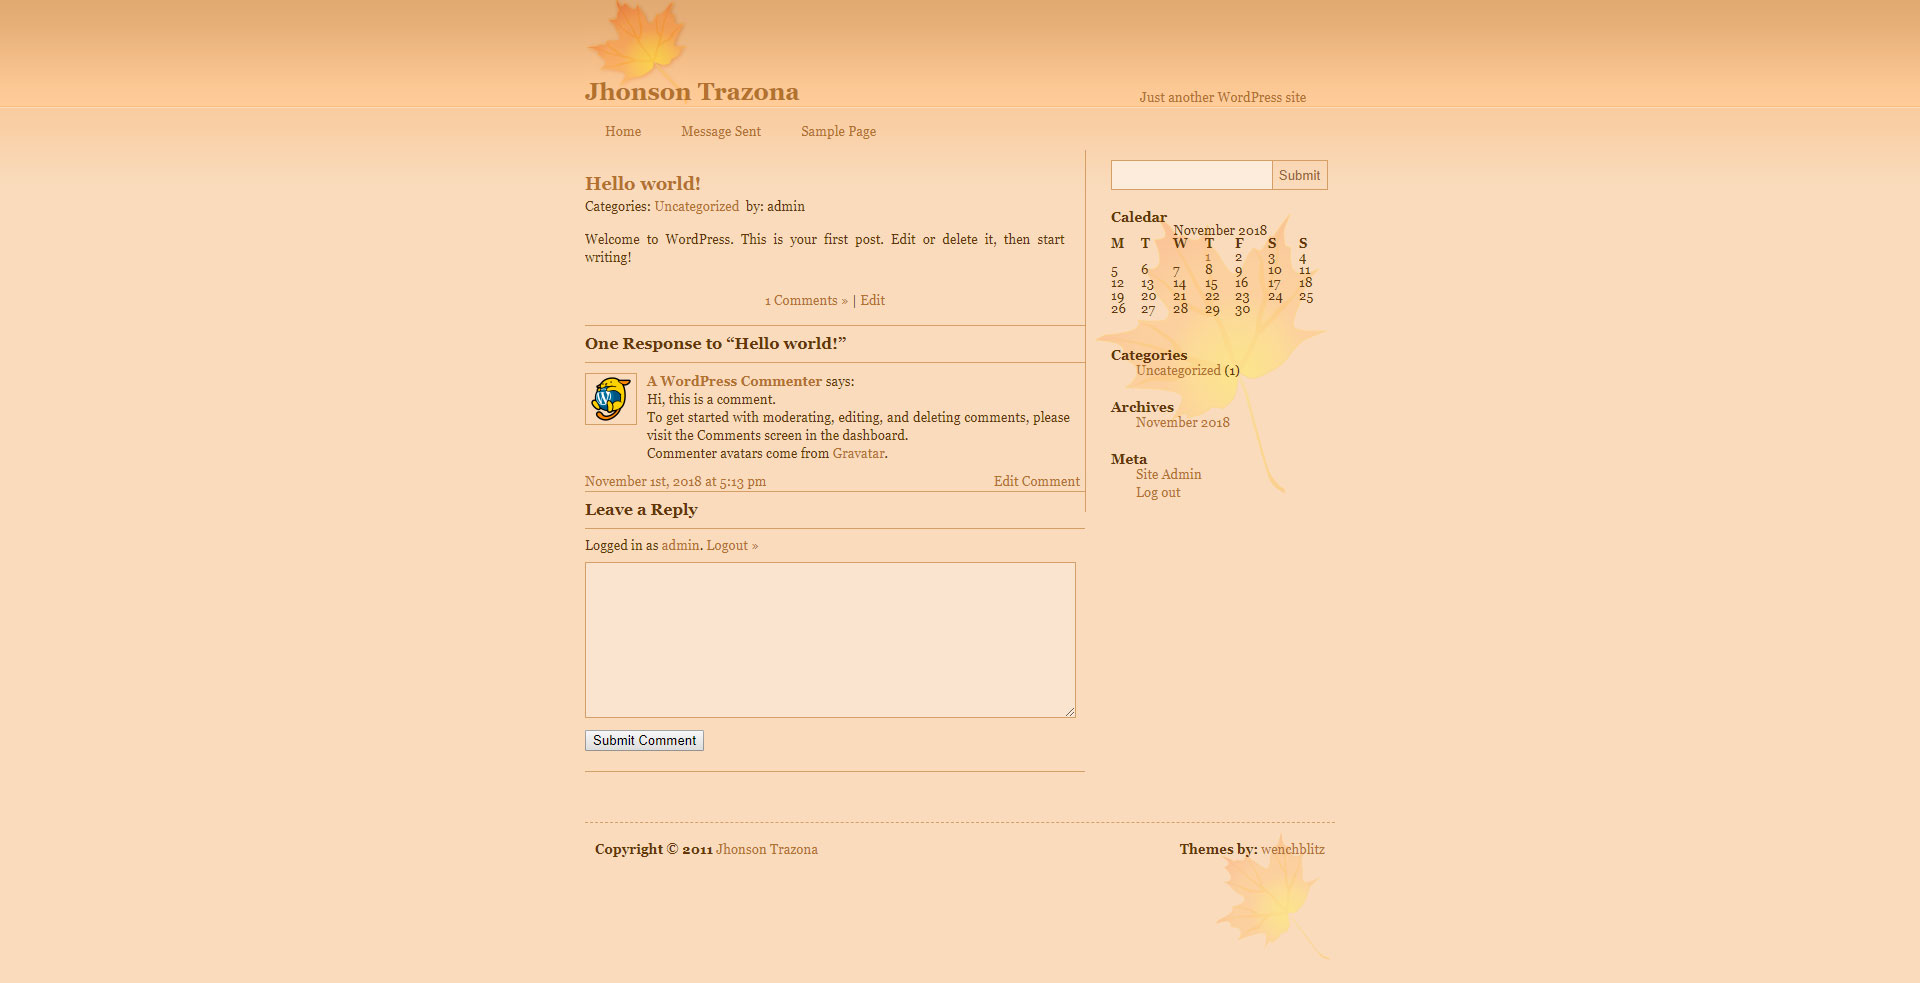 Jhonson Trazona
Just another WordPress site
Home Message Sent Sample Page
Hello world!
Categories: Uncategorized by: admin
Welcome to WordPress. This is your first post. Edit or delete it, then start
writing!
1 Comments » | Edit
One Response to “Hello world!”
A WordPress Commenter says:
Hi, this is a comment.
To get started with moderating, editing, and deleting comments, please
visit the Comments screen in the dashboard.
Commenter avatars come from Gravatar.
November 1st, 2018 at 5:13 pm Edit Comment
Leave a Reply
Logged in as admin. Logout »
Submit Comment
Submit
Caledar
November 2018
M T W T F S S
1 2 3 4
5 6 7 8 9 10 11
12 13 14 15 16 17 18
19 20 21 22 23 24 25
26 27 28 29 30
Categories
Uncategorized (1)
Archives
November 2018
Meta
Site Admin
Log out
Copyright © 2011 Jhonson Trazona
Themes by: wenchblitz